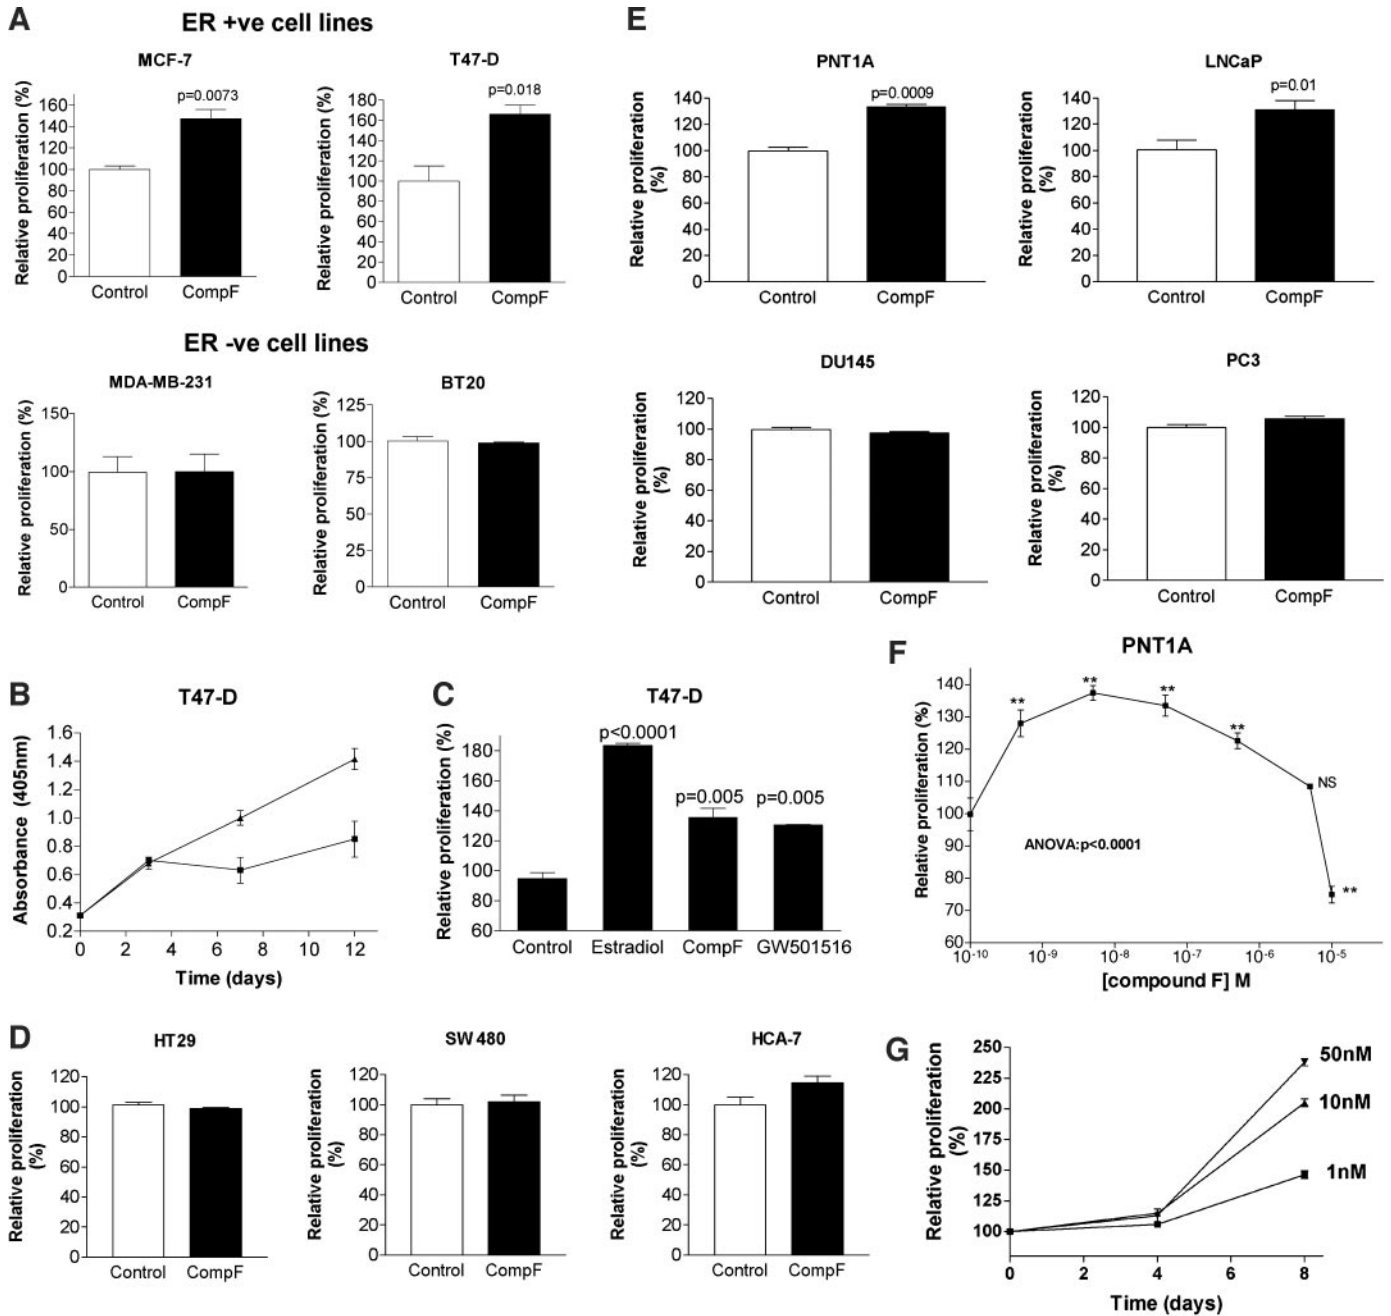 A
ER +ve cell lines
MCF-7
Relative proliferation (%)
160
140
120
100
80
60
40
20
0
p=0.0073
Control
CompF
T47-D
Relative proliferation (%)
180
160
140
120
100
80
60
40
20
0
p=0.018
Control
CompF
ER -ve cell lines
MDA-MB-231
Relative proliferation (%)
150
100
50
0
Control
CompF
BT20
Relative proliferation (%)
125
100
75
50
25
0
Control
CompF
E
PNT1A
Relative proliferation
(%)
140
120
100
80
60
40
20
0
p=0.0009
Control
CompF
LNCaP
Relative proliferation
(%)
140
120
100
80
60
40
20
0
p=0.01
Control
CompF
DU145
Relative proliferation
(%)
120
100
80
60
40
20
0
Control
CompF
PC3
Relative proliferation
(%)
120
100
80
60
40
20
0
Control
CompF
B
T47-D
Absorbance (405nm)
1.6
1.4
1.2
1.0
0.8
0.6
0.4
0.2
0 2 4 6 8 10 12
Time (days)
C
T47-D
Relative proliferation (%)
180
160
140
120
100
80
60
p<0.0001
p=0.005
p=0.005
Control Estradiol CompF GW501516
F
PNT1A
Relative proliferation (%)
140
130
120
110
100
90
80
70
60
**
**
**
**
NS
**
ANOVA:p<0.0001
10-10 10-9 10-8 10-7 10-6 10-5
[compound F] M
D
HT29
Relative proliferation
(%)
120
100
80
60
40
20
0
Control
CompF
SW 480
Relative proliferation
(%)
120
100
80
60
40
20
0
Control
CompF
HCA-7
Relative proliferation
(%)
120
100
80
60
40
20
0
Control
CompF
G
Relative proliferation
(%)
250
225
200
175
150
125
100
50nM
10nM
1nM
0 2 4 6 8
Time (days)